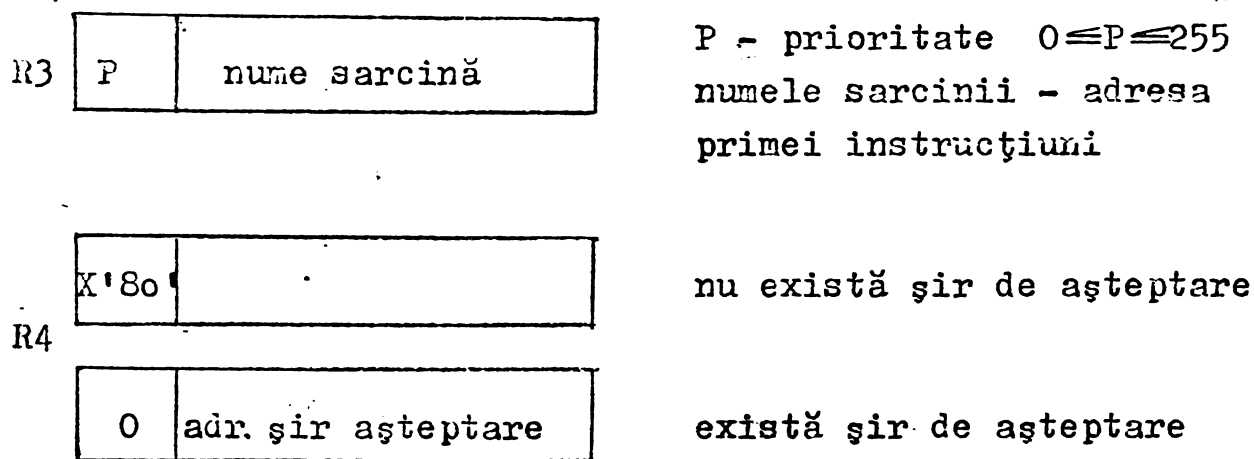 P - prioritate 0≤P≤255
R3 P nume sarcină
numele sarcinii - adresa
primei instrucţiuni
X'80' nu există şir de aşteptare
R4
0 adr. şir aşteptare există şir de aşteptare